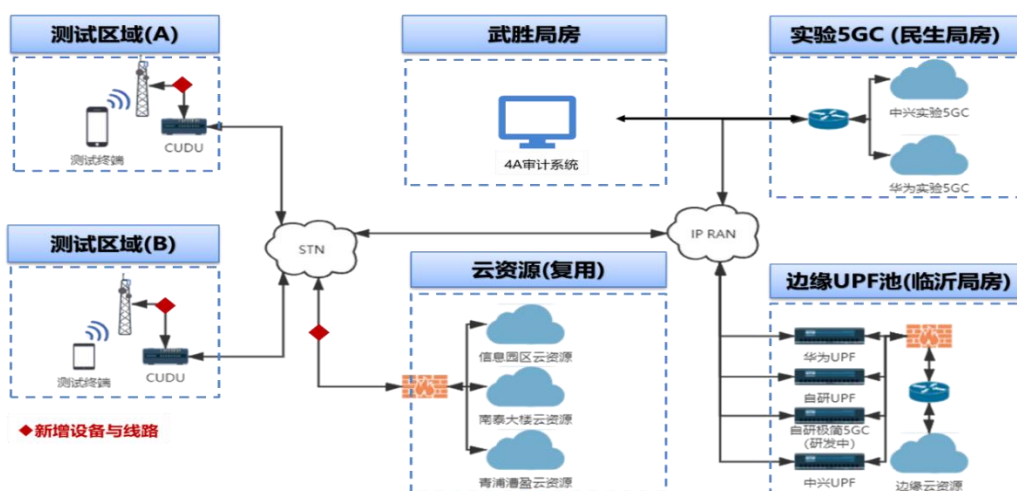 测试区域(A)
测试终端
CUDU
武胜局房
4A审计系统
实验5GC (民生局房)
中兴实验5GC
华为实验5GC
测试区域(B)
测试终端
CUDU
STN
IP RAN
云资源(复用)
信息园区云资源
南泰大楼云资源
青浦漕盈云资源
边缘UPF池(临沂局房)
华为UPF
自研UPF
自研极简5GC
(研发中)
中兴UPF
边缘云资源
新增设备与线路